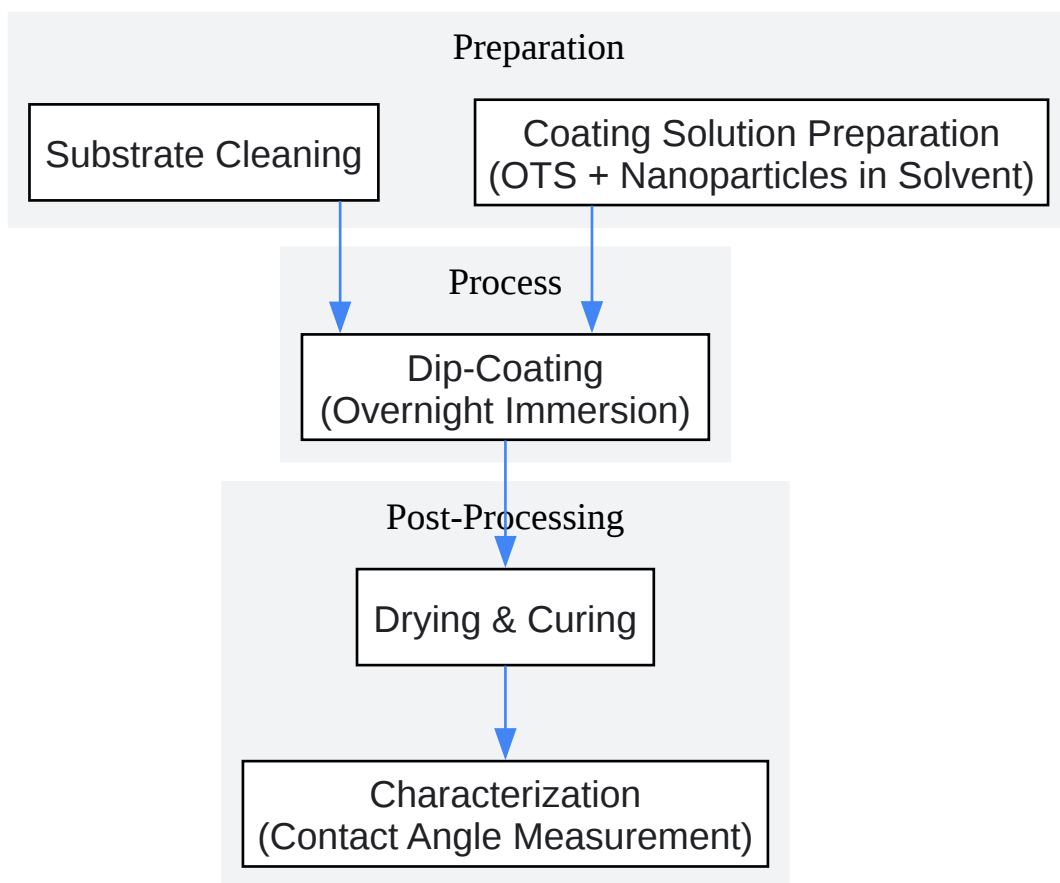 Preparation
Substrate Cleaning
Coating Solution Preparation
(OTS + Nanoparticles in Solvent)
Process
Dip-Coating
(Overnight Immersion)
Post-Processing
Drying & Curing
Characterization
(Contact Angle Measurement)